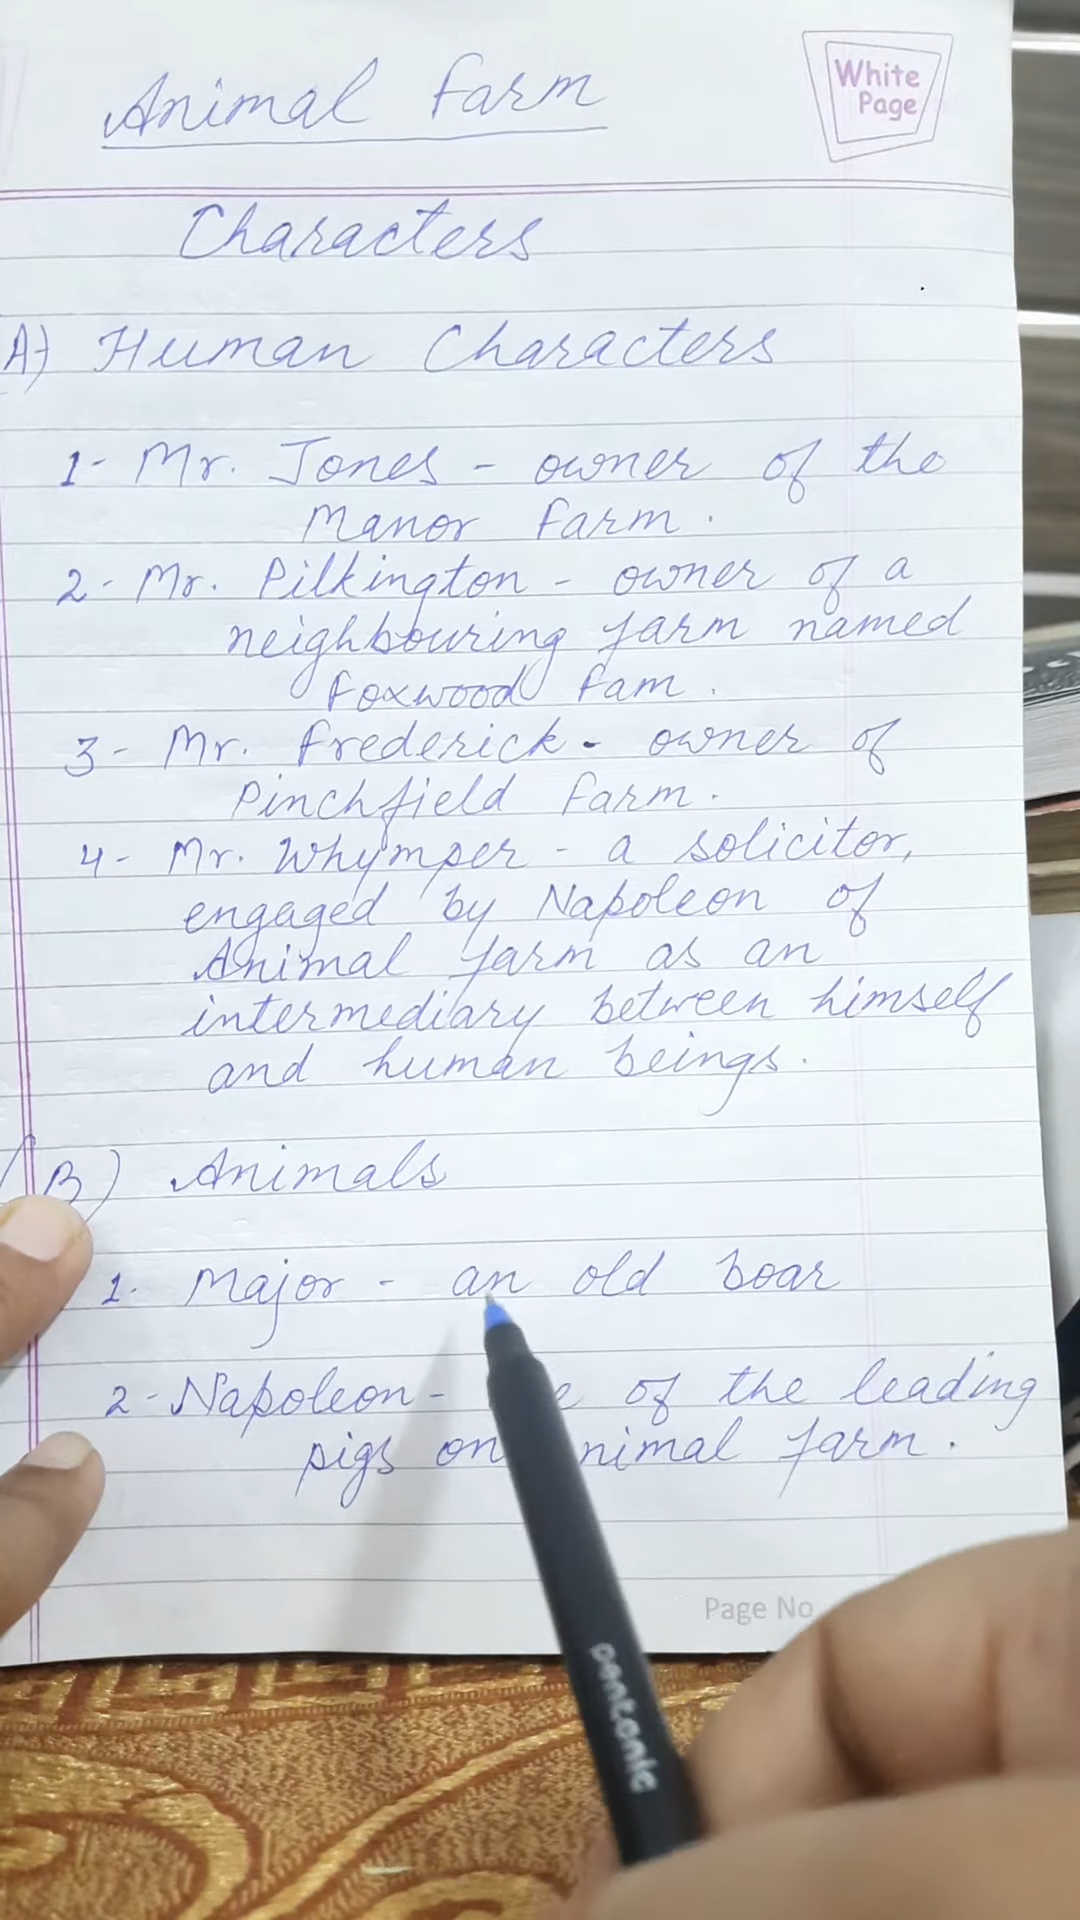 Animal Farm
White
Page
Characters
A) Human Characters
1- Mr. Jones - owner of the
Manor Farm.
2- Mr. Pilkington - owner of a
neighbouring farm named
Foxwood Fam.
3- Mr. Frederick - owner of
Pinchfield Farm.
4- Mr. Whymper - a solicitor,
engaged by Napoleon of
Animal farm as an
intermediary between himself
and human beings.
(B) Animals
1. Major - an old boar
2- Napoleon - of the leading
pigs on farm.
Page No
pentonic